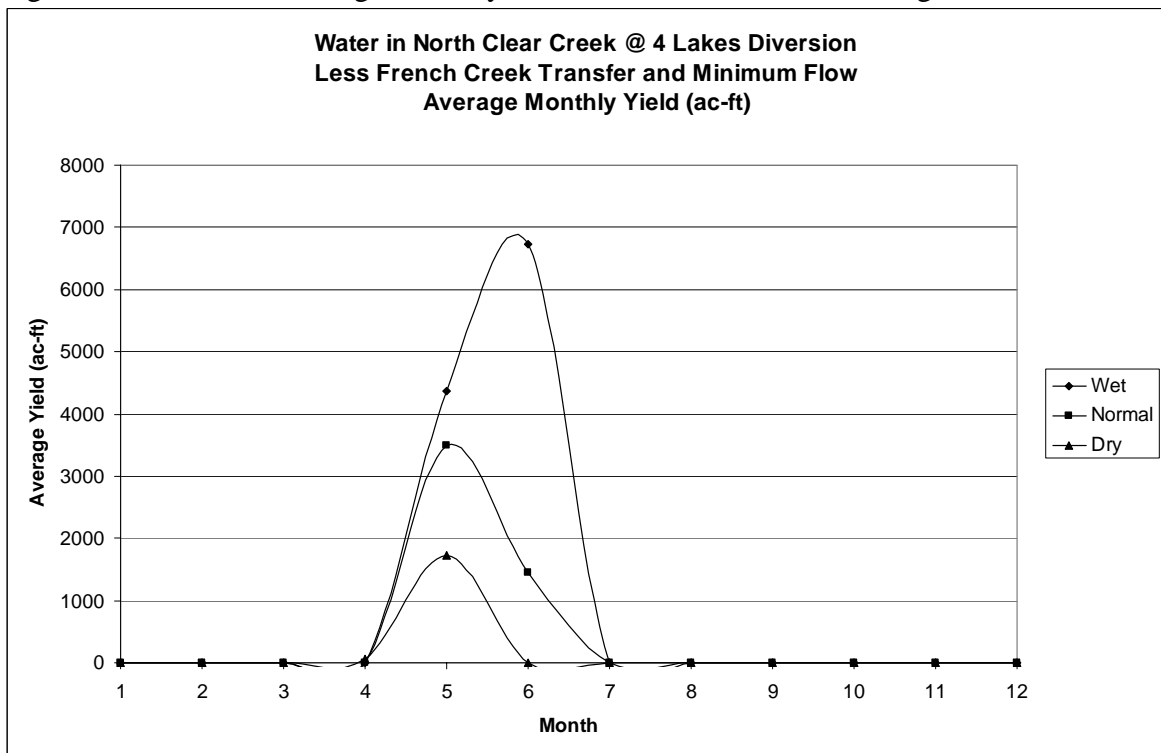 Water in North Clear Creek @ 4 Lakes Diversion
Less French Creek Transfer and Minimum Flow
Average Monthly Yield (ac-ft)
8000
7000
6000
5000
4000
3000
2000
1000
0
Average Yield (ac-ft)
1 2 3 4 5 6 7 8 9 10 11 12
Month
Wet
Normal
Dry